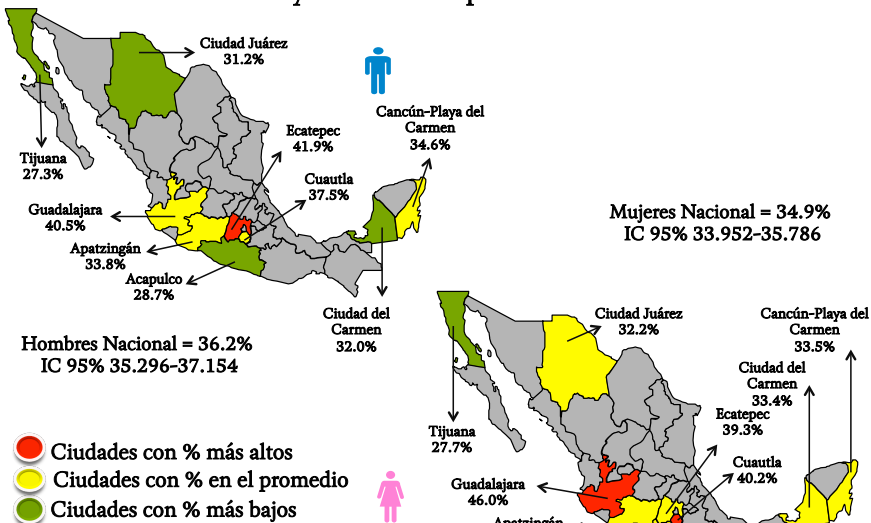 Ciudad Juárez
31.2%
Cancún-Playa del
Carmen
34.6%
Ecatepec
41.9%
Tijuana
27.3%
Cuautla
37.5%
Guadalajara
40.5%
Apatzingán
33.8%
Acapulco
28.7%
Ciudad del
Carmen
32.0%
Hombres Nacional = 36.2%
IC 95% 35.296-37.154
Mujeres Nacional = 34.9%
IC 95% 33.952-35.786
Ciudad Juárez
32.2%
Cancún-Playa del
Carmen
33.5%
Ciudad del
Carmen
33.4%
Ecatepec
39.3%
Tijuana
27.7%
Cuautla
40.2%
Guadalajara
46.0%
Apatzingán
Ciudades con % más altos
Ciudades con % en el promedio
Ciudades con % más bajos